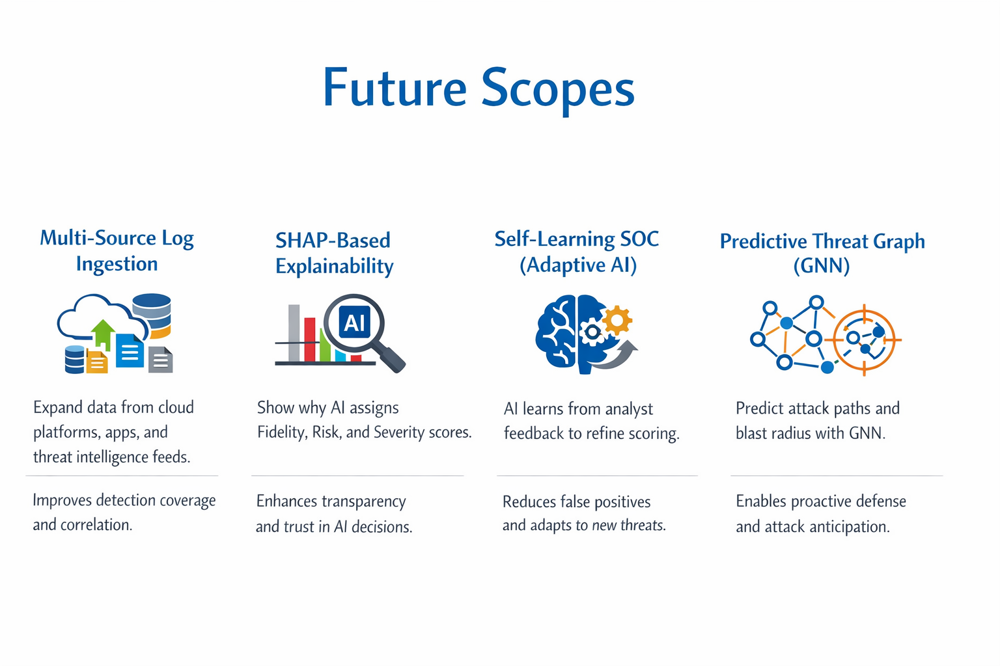 Future Scopes
Multi-Source Log
Ingestion
Expand data from cloud
platforms, apps, and
threat intelligence feeds.
Improves detection coverage
and correlation.
SHAP-Based
Explainability
AI
Show why AI assigns
Fidelity, Risk, and Severity scores.
Enhances transparency
and trust in AI decisions.
Self-Learning SOC
(Adaptive AI)
AI learns from analyst
feedback to refine scoring.
Reduces false positives
and adapts to new threats.
Predictive Threat Graph
(GNN)
Predict attack paths and
blast radius with GNN.
Enables proactive defense
and attack anticipation.